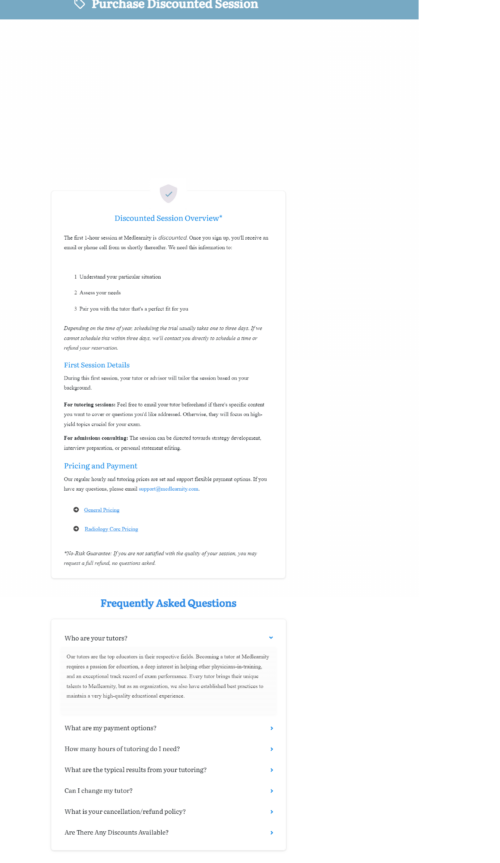 Purchase Discounted Session
Discounted Session Overview*
The first 1-hour session at Medlearnity is discounted. Once you sign up, you'll receive an
email or phone call from us shortly thereafter. We need this information to:
1 Understand your particular situation
2 Assess your needs
3 Pair you with the tutor that's a perfect fit for you
Depending on the time of year, scheduling the trial usually takes one to three days. If we
cannot schedule this within three days, we'll contact you directly to schedule a time or
refund your reservation.
First Session Details
During this first session, your tutor or advisor will tailor the session based on your
background.
For tutoring sessions: Feel free to email your tutor beforehand if there's specific content
you want to cover or questions you'd like addressed. Otherwise, they will focus on high-
yield topics crucial for your exam.
For admissions consulting: The session can be directed towards strategy development,
interview preparation, or personal statement editing.
Pricing and Payment
Our regular hourly and tutoring prices are set and support flexible payment options. If you
have any questions, please email support@medlearnity.com.
General Pricing
Radiology Core Pricing
*No-Risk Guarantee: If you are not satisfied with the quality of your session, you may
request a full refund, no questions asked.
Frequently Asked Questions
Who are your tutors?
Our tutors are the top educators in their respective fields. Becoming a tutor at Medlearnity
requires a passion for education, a deep interest in helping other physicians-in-training,
and an exceptional track record of exam performance. Every tutor brings their unique
talents to Medlearnity, but as an organization, we also have established best practices to
maintain a very high-quality educational experience.
What are my payment options?
How many hours of tutoring do I need?
What are the typical results from your tutoring?
Can I change my tutor?
What is your cancellation/refund policy?
Are There Any Discounts Available?